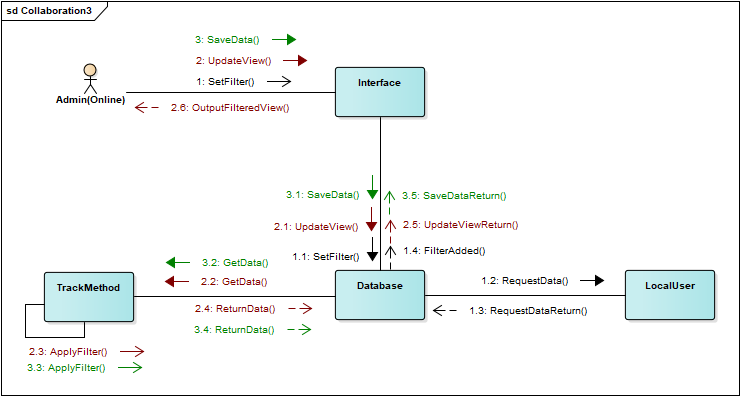 sd Collaboration3
3: SaveData()
2: UpdateView()
1: SetFilter()
Admin(Online)
2.6: OutputFilteredView()
Interface
3.1: SaveData()
3.5: SaveDataReturn()
2.1: UpdateView()
2.5: UpdateViewReturn()
1.1: SetFilter()
1.4: FilterAdded()
3.2: GetData()
2.2: GetData()
TrackMethod
Database
1.2: RequestData()
LocalUser
2.4: ReturnData()
1.3: RequestDataReturn()
3.4: ReturnData()
2.3: ApplyFilter()
3.3: ApplyFilter()